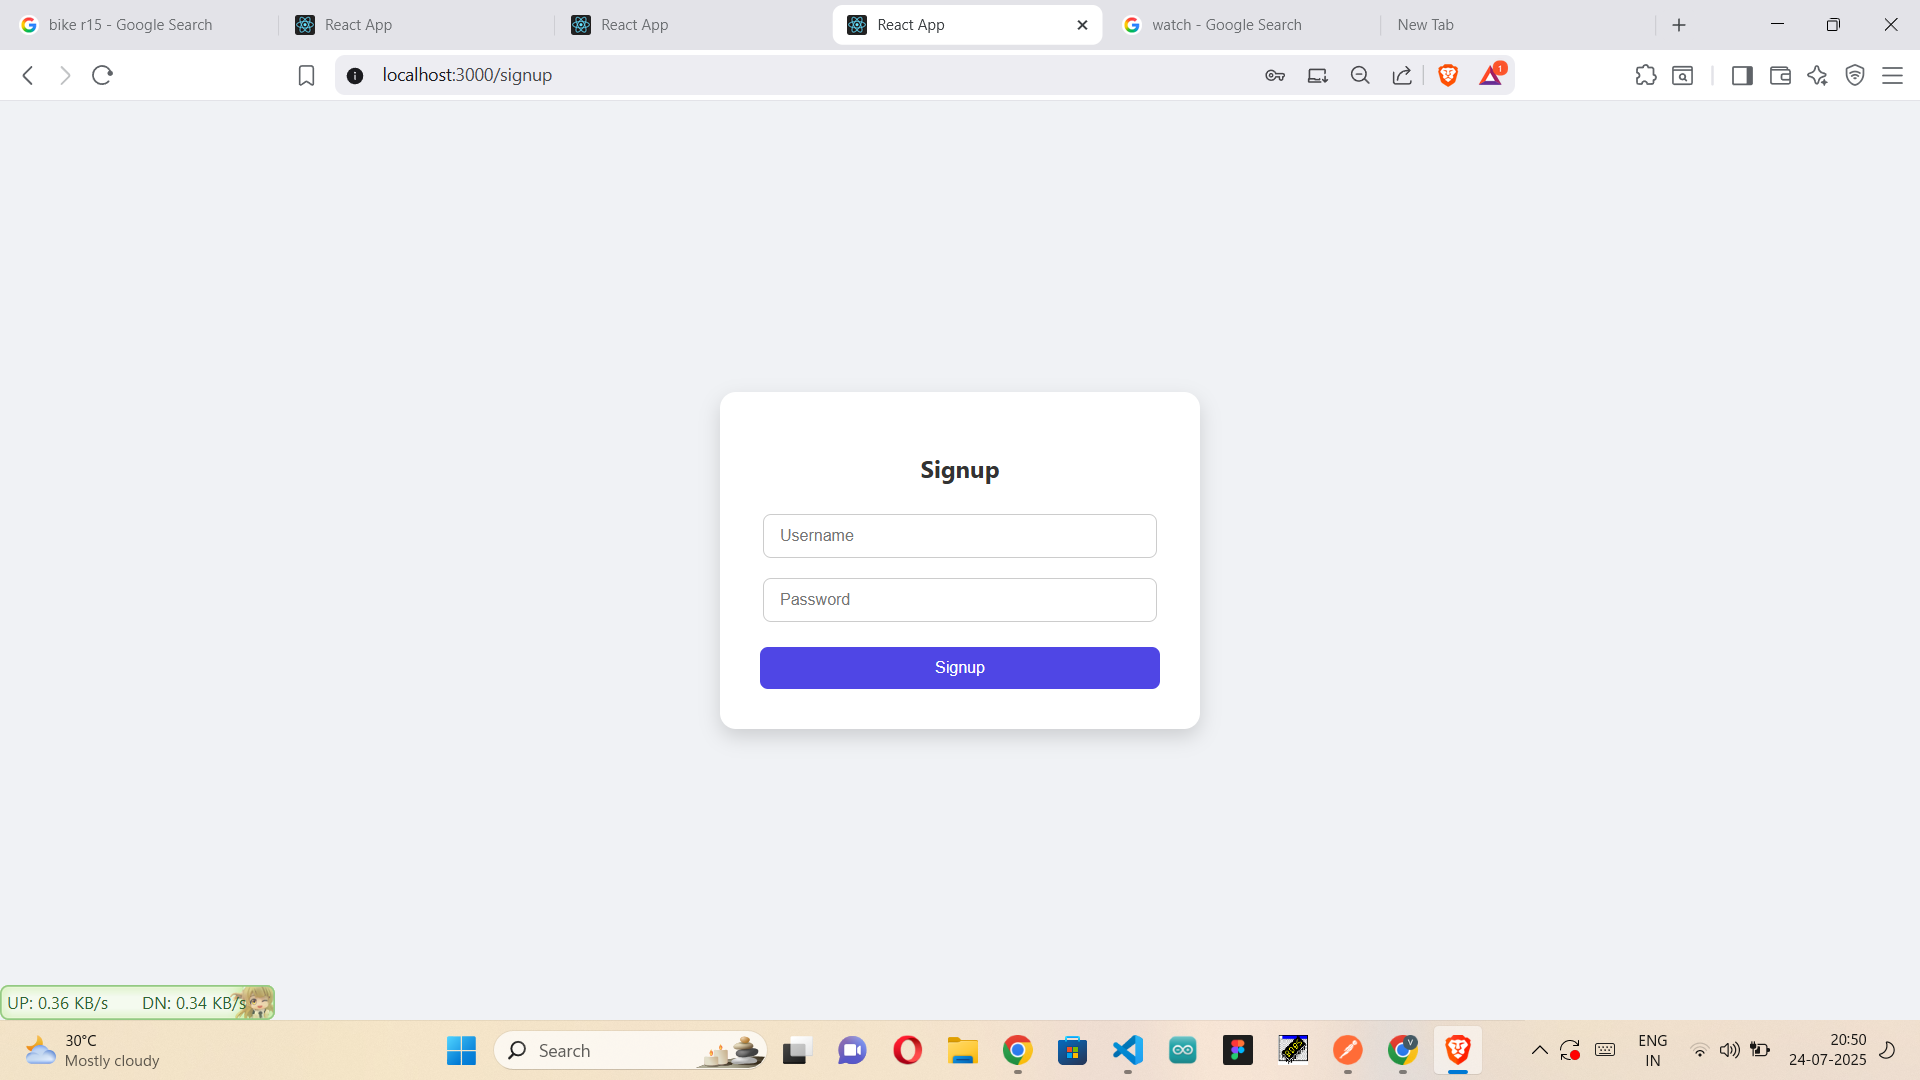 bike r15 - Google Search
React App
React App
React App
watch - Google Search
New Tab
localhost:3000/signup
1
Signup
Username
Password
Signup
UP: 0.36 KB/s DN: 0.34 KB/s
30°C
Mostly cloudy
Search
V
ENG
IN
20:50
24-07-2025